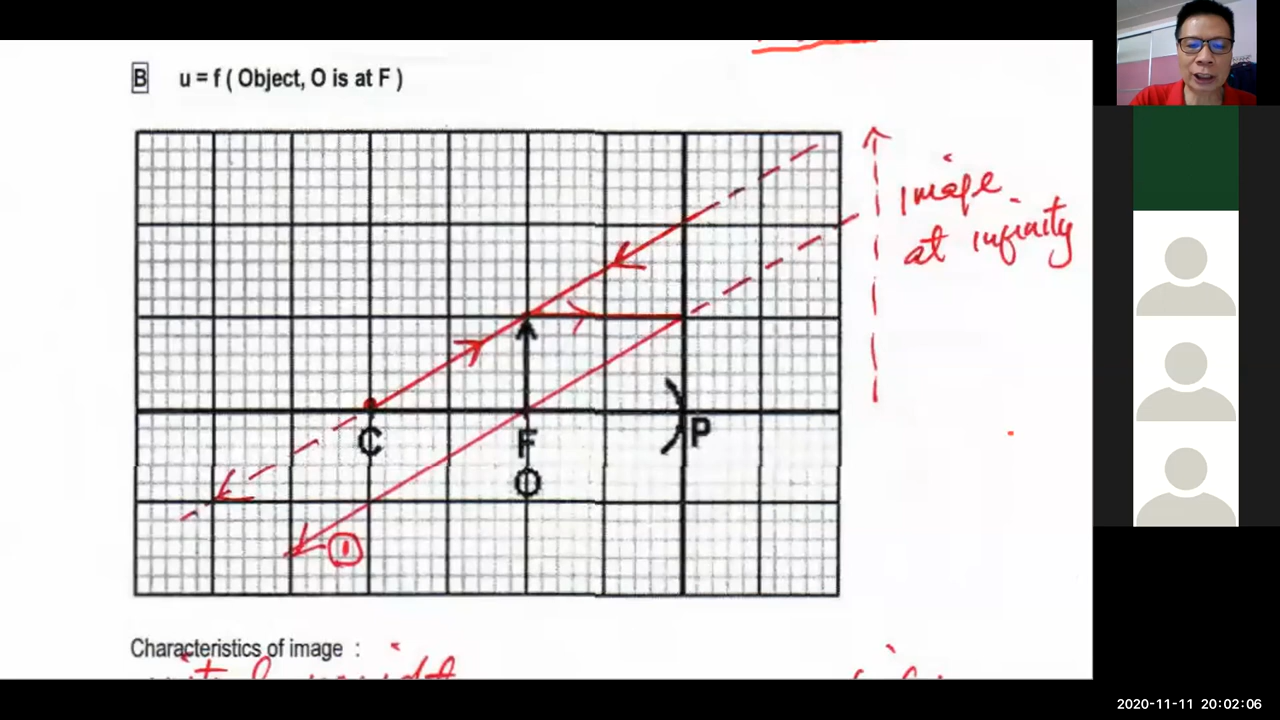 B u = f ( Object, O is at F )
image
at infinity
C
F
P
O
1
Characteristics of image :
2020-11-11 20:02:06